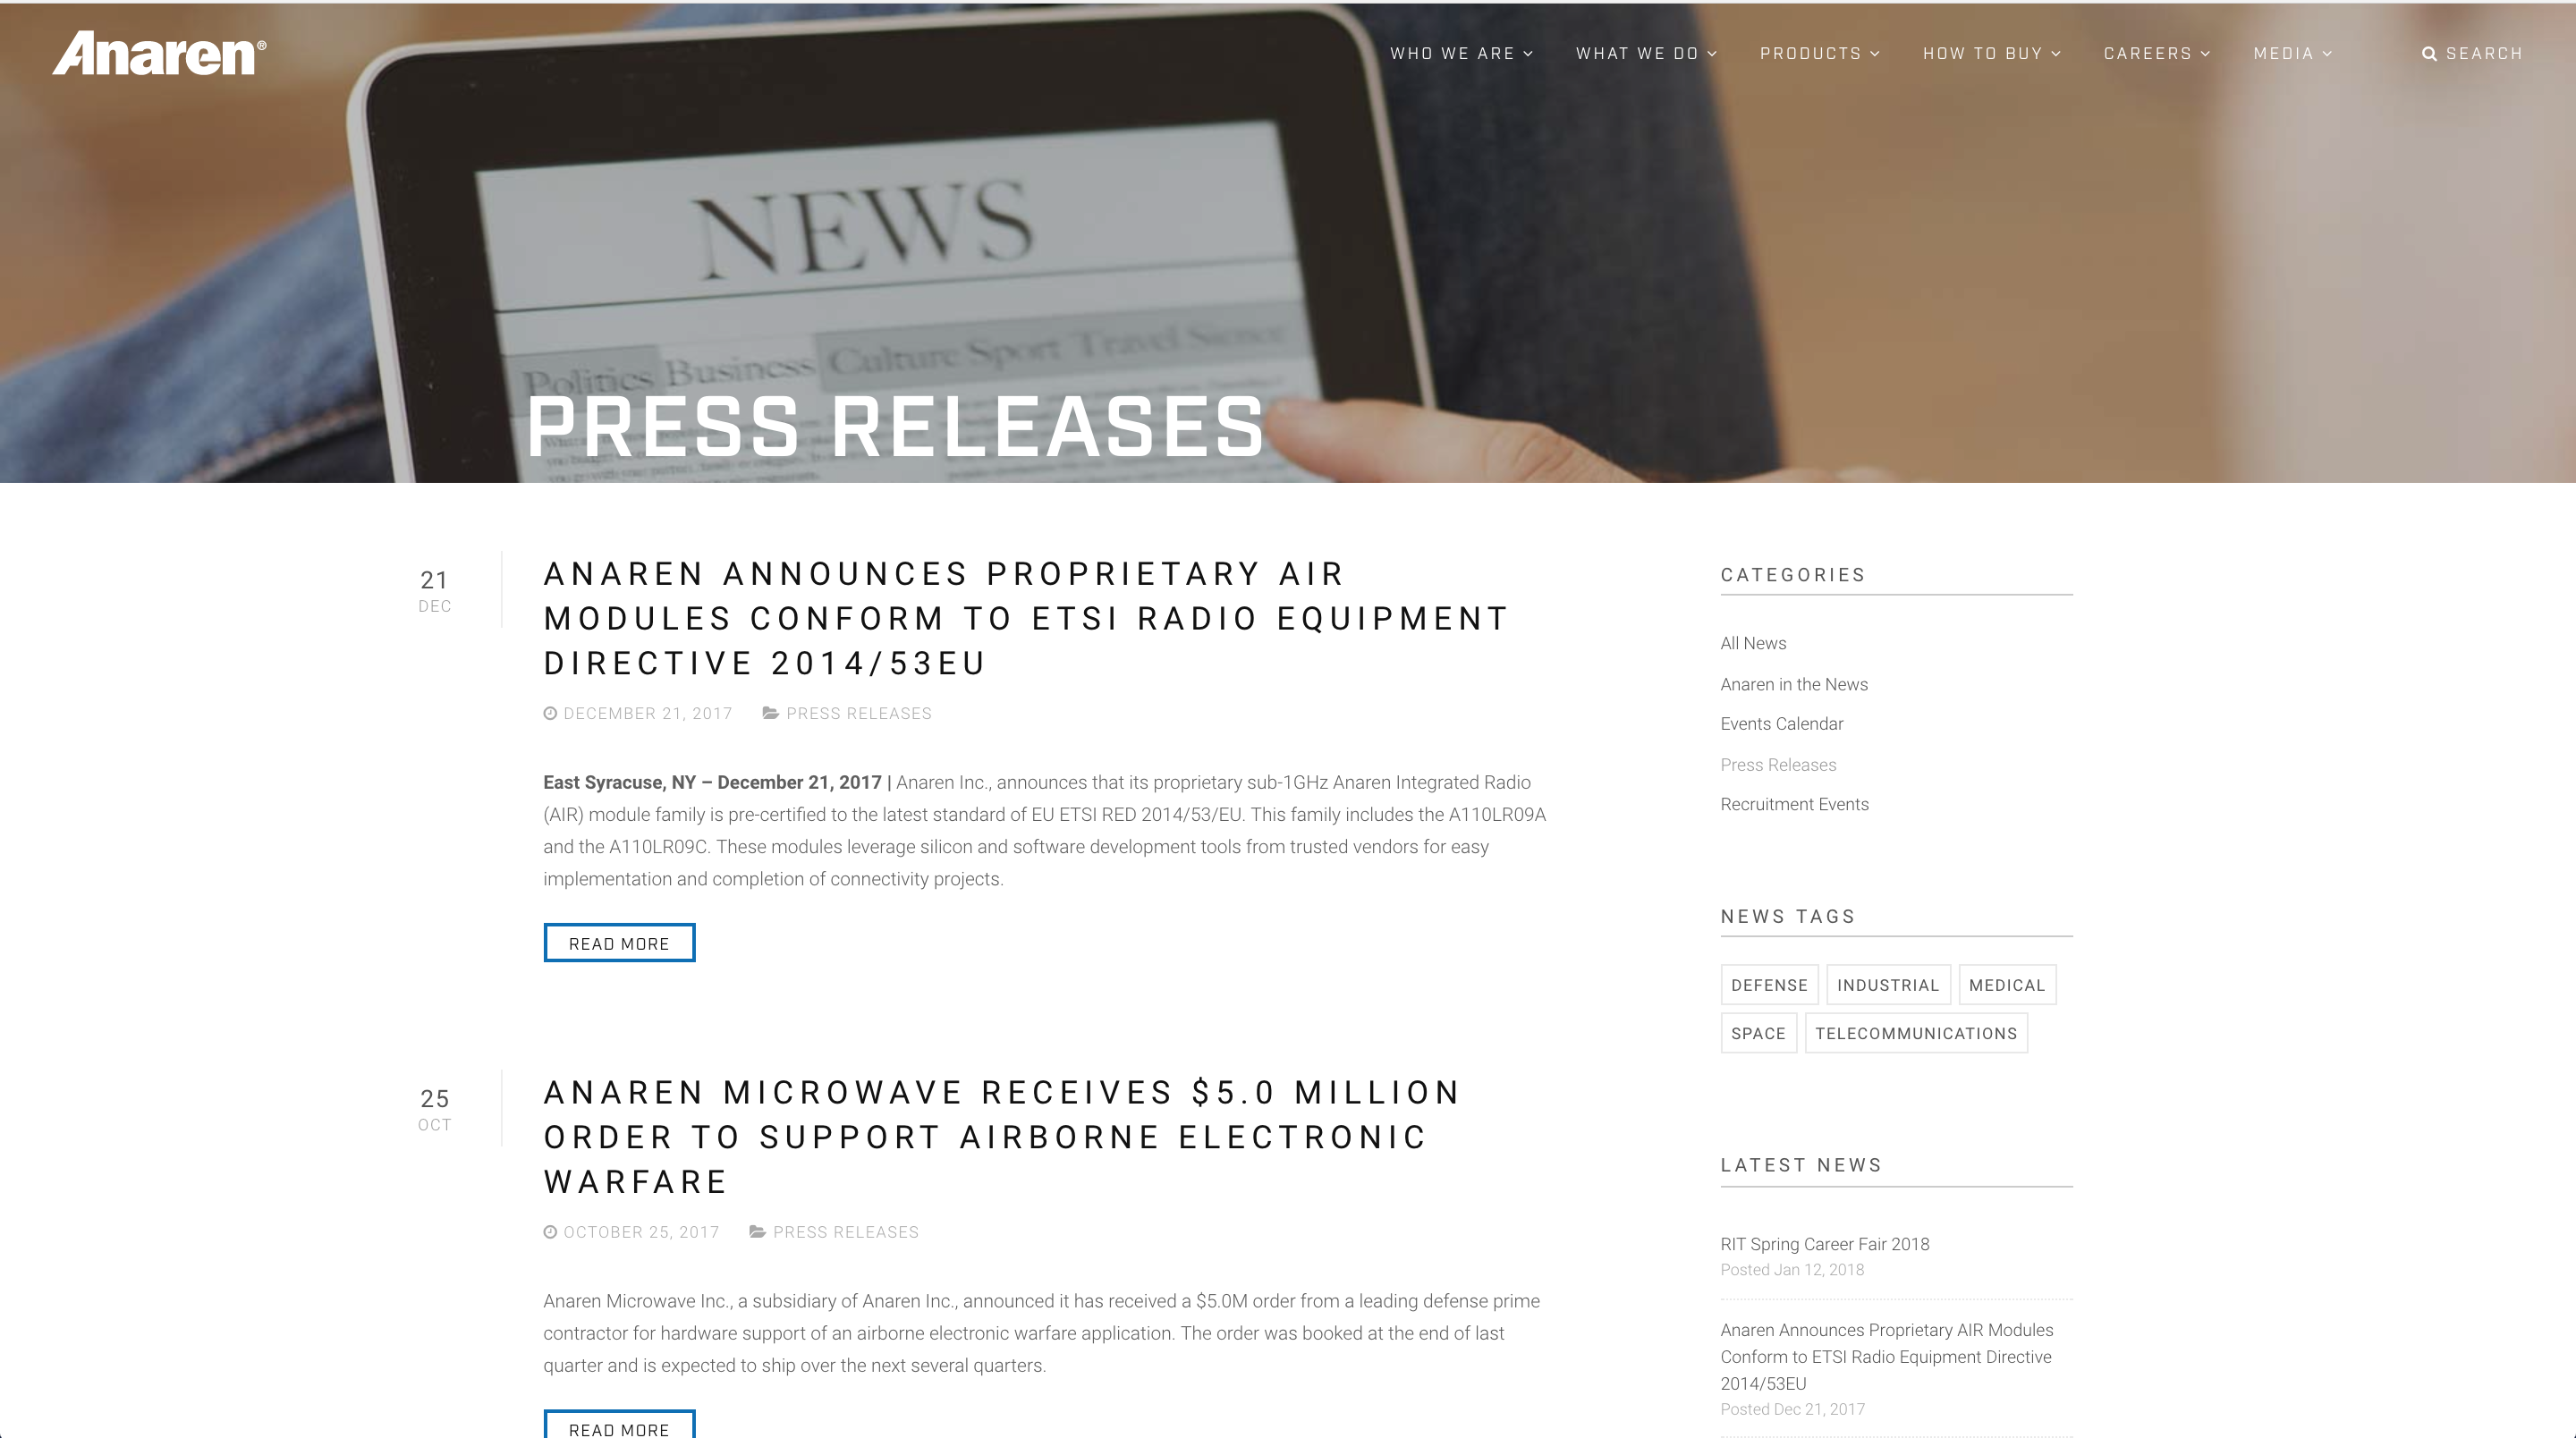 Anaren®
WHO WE ARE
WHAT WE DO
PRODUCTS
HOW TO BUY
CAREERS
MEDIA
SEARCH
NEWS
Politics Business Culture Sport Travel Sience
PRESS RELEASES
21
DEC
ANAREN ANNOUNCES PROPRIETARY AIR
MODULES CONFORM TO ETSI RADIO EQUIPMENT
DIRECTIVE 2014/53EU
DECEMBER 21, 2017 PRESS RELEASES
East Syracuse, NY – December 21, 2017 | Anaren Inc., announces that its proprietary sub-1GHz Anaren Integrated Radio
(AIR) module family is pre-certified to the latest standard of EU ETSI RED 2014/53/EU. This family includes the A110LR09A
and the A110LR09C. These modules leverage silicon and software development tools from trusted vendors for easy
implementation and completion of connectivity projects.
READ MORE
25
OCT
ANAREN MICROWAVE RECEIVES $5.0 MILLION
ORDER TO SUPPORT AIRBORNE ELECTRONIC
WARFARE
OCTOBER 25, 2017 PRESS RELEASES
Anaren Microwave Inc., a subsidiary of Anaren Inc., announced it has received a $5.0M order from a leading defense prime
contractor for hardware support of an airborne electronic warfare application. The order was booked at the end of last
quarter and is expected to ship over the next several quarters.
READ MORE
CATEGORIES
All News
Anaren in the News
Events Calendar
Press Releases
Recruitment Events
NEWS TAGS
DEFENSE INDUSTRIAL MEDICAL
SPACE TELECOMMUNICATIONS
LATEST NEWS
RIT Spring Career Fair 2018
Posted Jan 12, 2018
Anaren Announces Proprietary AIR Modules
Conform to ETSI Radio Equipment Directive
2014/53EU
Posted Dec 21, 2017